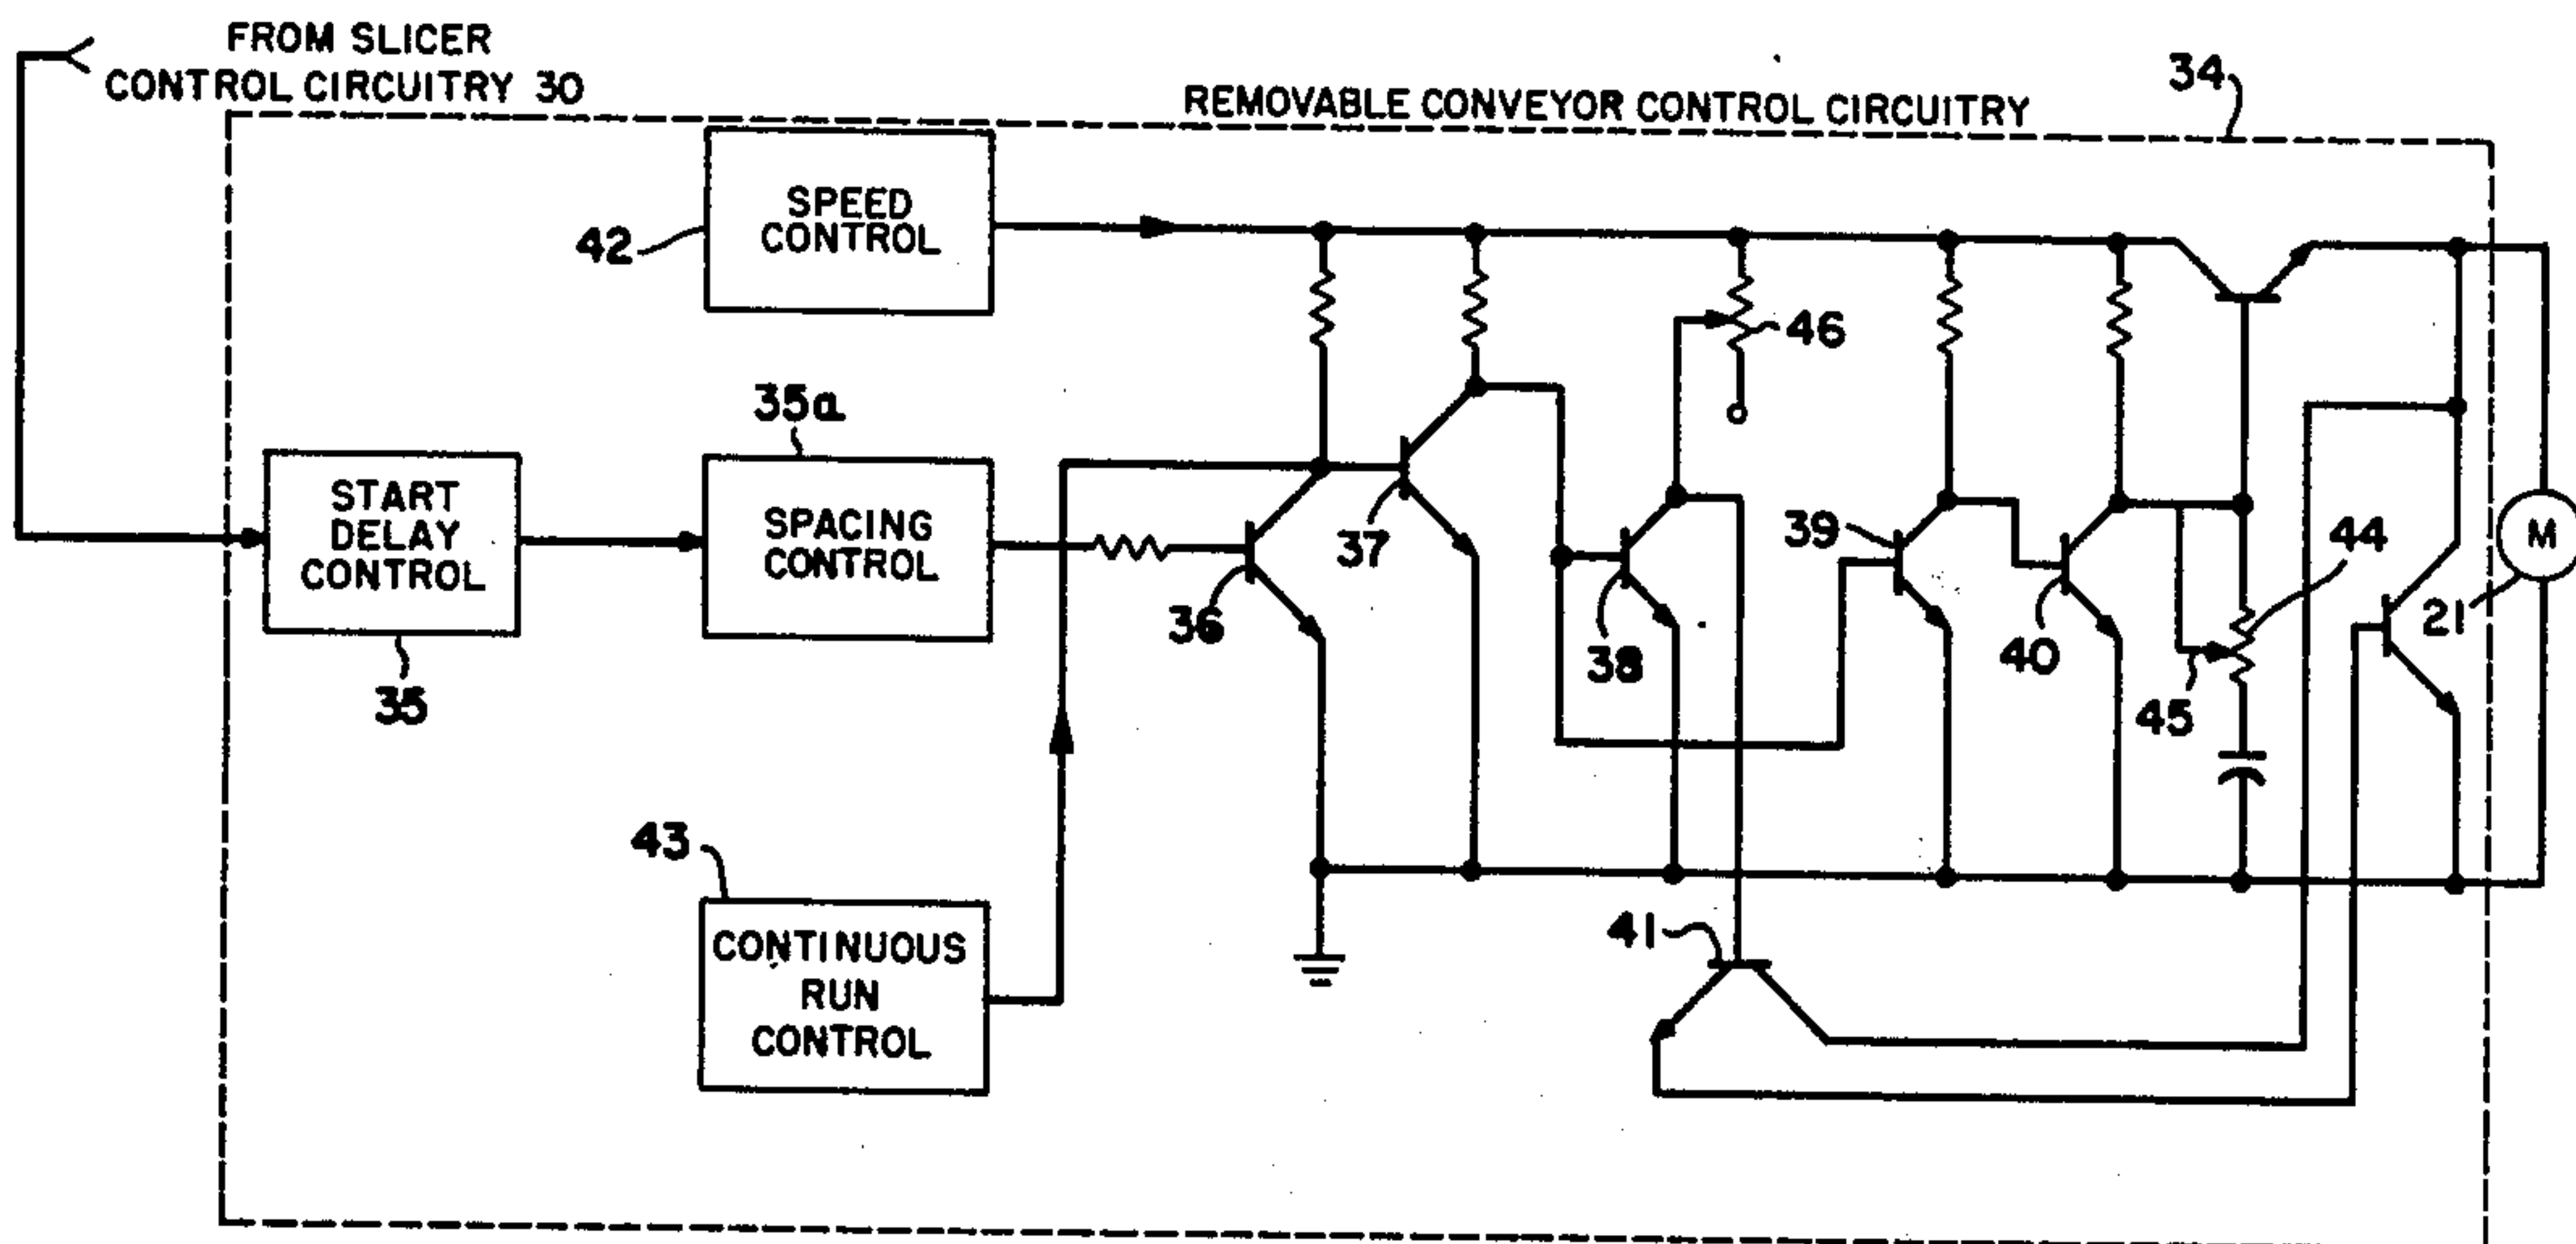 FROM SLICER
CONTROL CIRCUITRY 30
REMOVABLE CONVEYOR CONTROL CIRCUITRY
34
SPEED
CONTROL
42
46
35a
START
DELAY
CONTROL
35
SPACING
CONTROL
36
37
38
39
40
44
45
M
21
43
CONTINUOUS
RUN
CONTROL
41